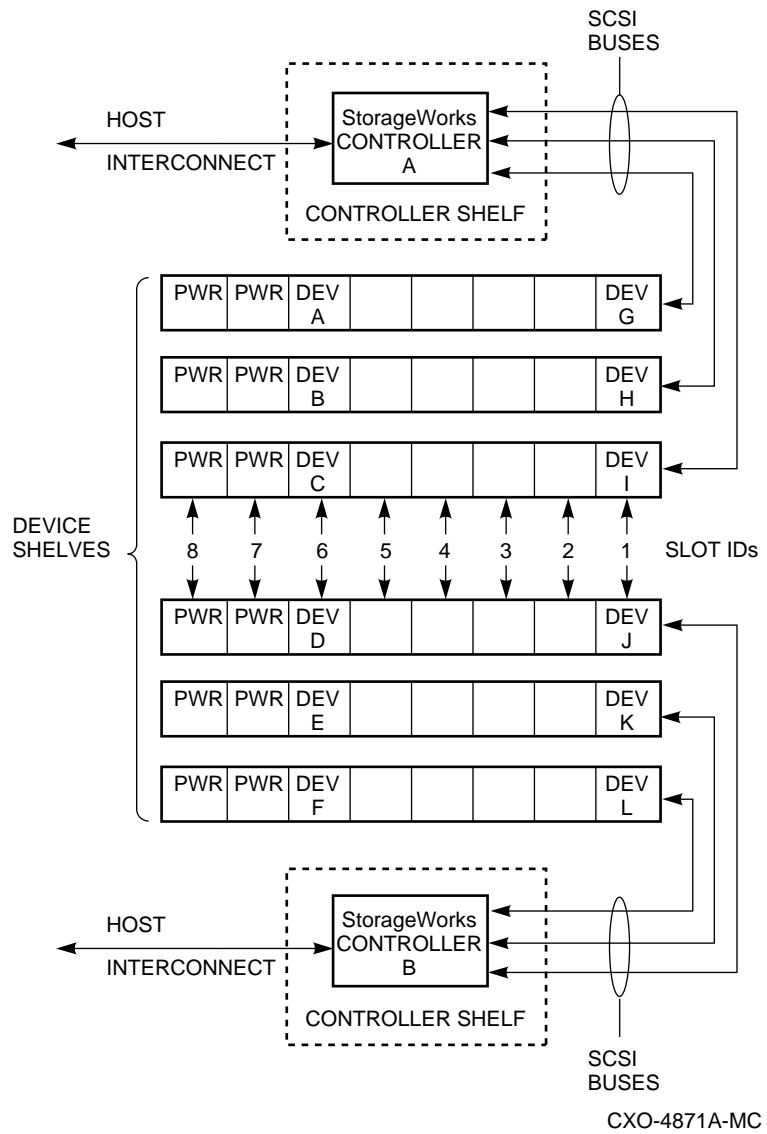 SCSI
BUSES
HOST
INTERCONNECT
StorageWorks
CONTROLLER
A
CONTROLLER SHELF
PWR PWR DEV DEV
A G
PWR PWR DEV DEV
B H
PWR PWR DEV DEV
C I
DEVICE
SHELVES
8 7 6 5 4 3 2 1 SLOT IDs
PWR PWR DEV DEV
D J
PWR PWR DEV DEV
E K
PWR PWR DEV DEV
F L
HOST
INTERCONNECT
StorageWorks
CONTROLLER
B
CONTROLLER SHELF
SCSI
BUSES
CXO-4871A-MC